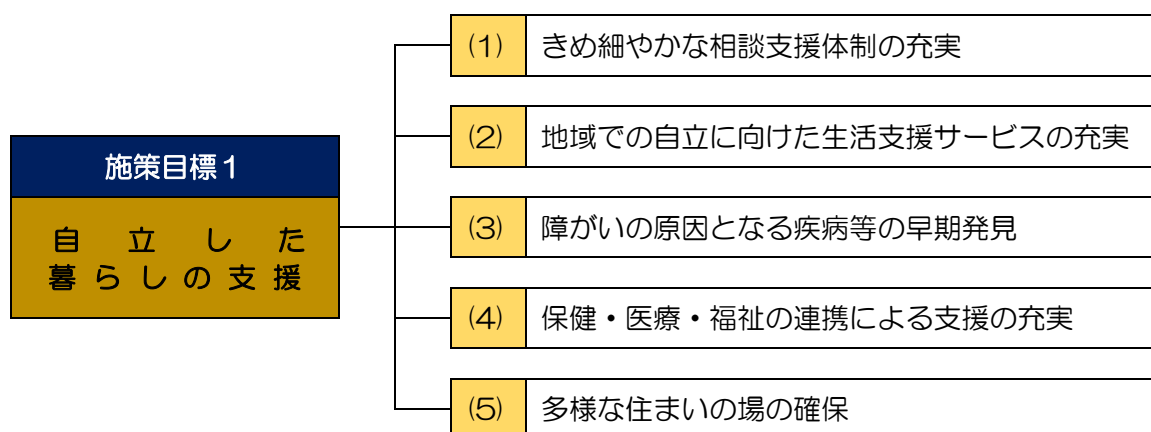 施策目標1
自立した
暮らしの支援
(1) きめ細やかな相談支援体制の充実
(2) 地域での自立に向けた生活支援サービスの充実
(3) 障がいの原因となる疾病等の早期発見
(4) 保健・医療・福祉の連携による支援の充実
(5) 多様な住まいの場の確保